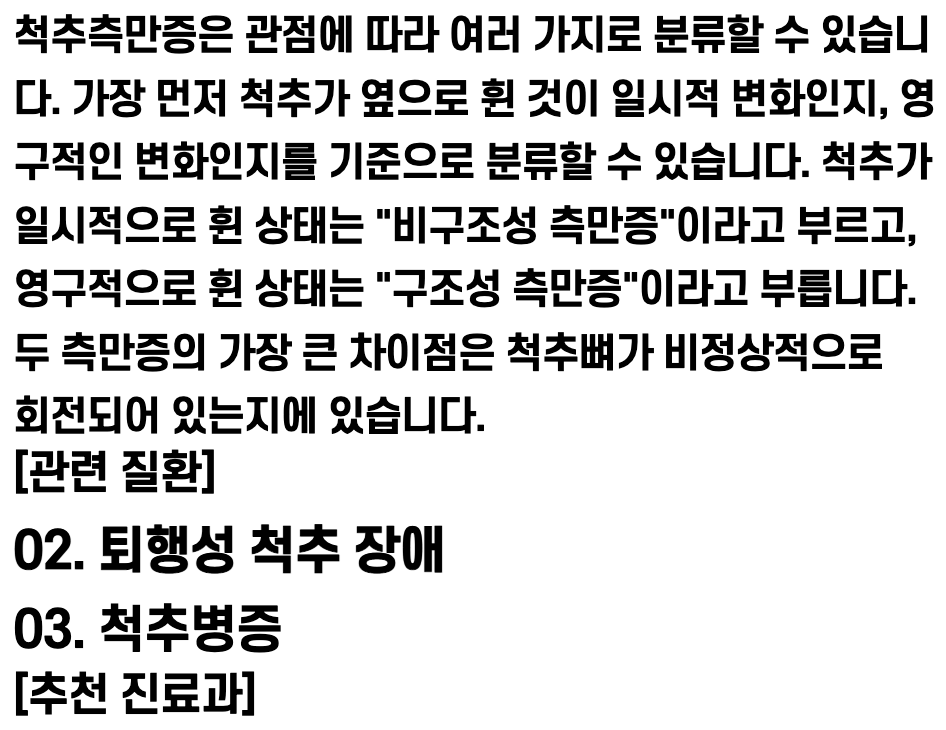 척추측만증은 관점에 따라 여러 가지로 분류할 수 있습니
다. 가장 먼저 척추가 옆으로 휜 것이 일시적 변화인지, 영
구적인 변화인지를 기준으로 분류할 수 있습니다. 척추가
일시적으로 휜 상태는 "비구조성 측만증"이라고 부르고,
영구적으로 휜 상태는 "구조성 측만증"이라고 부릅니다.
두 측만증의 가장 큰 차이점은 척추뼈가 비정상적으로
회전되어 있는지에 있습니다.
[관련 질환]
02. 퇴행성 척추 장애
03. 척추병증
[추천 진료과]